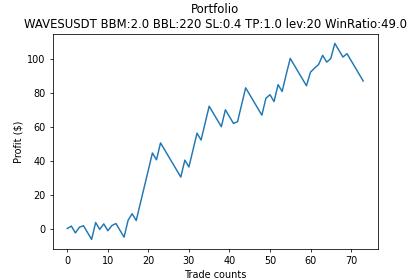 Portfolio
WAVESUSDT BBM:2.0 BBL:220 SL:0.4 TP:1.0 lev:20 WinRatio:49.0
Profit ($)
100
80
60
40
20
0
0 10 20 30 40 50 60 70
Trade counts